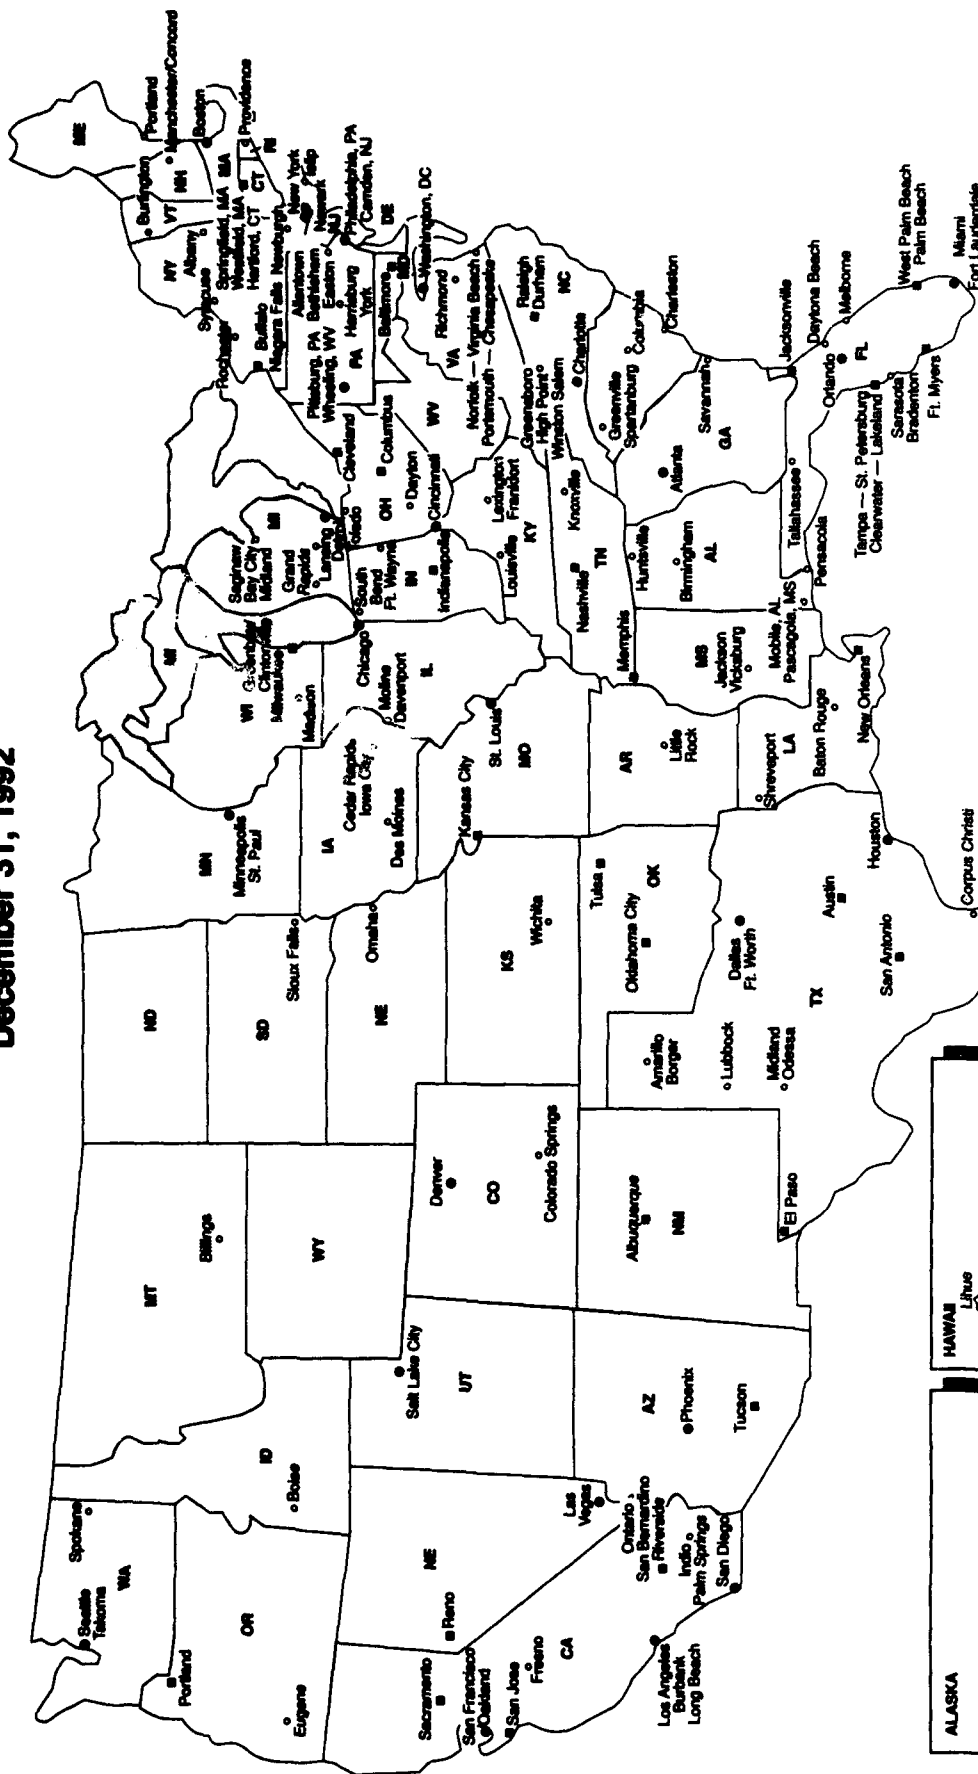 December 31, 1992
Seattle
Takoma
Spokane
WA
Portland
OR
Eugene
ID
Boise
MT
Billings
WY
ND
SD
Sioux Falls
NE
Omaha
MN
Minneapolis
St. Paul
WI
Clintonville
Milwaukee
Madison
MI
MI
Saginaw
Bay City
Midland
Grand
Rapids
Lansing
Detroit
IA
Cedar Rapids
Iowa City
Des Moines
Moline
Davenport
Chicago
IL
South
Bend
Ft. Wayne
IN
Indianapolis
Toledo
Cleveland
Columbus
Dayton
OH
Cincinnati
ME
Portland
Manchester/Concord
Burlington
VT
NH
Boston
MA
Providence
RI
CT
NY
Albany
Syracuse
Rochester
Buffalo
Niagara Falls
Springfield, MA
Westfield, MA
Hartford, CT
Newburgh
New York
Islip
Newark
NJ
Allentown
Bethlehem
Easton
Philadelphia, PA
Camden, NJ
Pittsburg, PA
Wheeling, WV
PA
Harrisburg
York
Baltimore
MD
DE
Washington, DC
WV
VA
Richmond
Norfolk — Virginia Beach
Portsmouth — Chesapeake
Sacramento
San Francisco
Oakland
San Jose
Fresno
CA
Los Angeles
Burbank
Long Beach
Ontario
San Bernardino
Riverside
Indio
Palm Springs
San Diego
NE
Reno
Las
Vegas
UT
Salt Lake City
AZ
Phoenix
Tucson
CO
Denver
Colorado Springs
NM
Albuquerque
El Paso
KS
Wichita
Kansas City
MO
St. Louis
OK
Tulsa
Oklahoma City
AR
Little
Rock
TX
Amarillo
Borger
Lubbock
Midland
Odessa
Dallas
Ft. Worth
Austin
San Antonio
Houston
Corpus Christi
LA
Shreveport
Baton Rouge
New Orleans
MS
Jackson
Vicksburg
Mobile, AL
Pascagola, MS
Louisville
Lexington
Frankfort
KY
TN
Memphis
Nashville
Knoxville
Huntsville
Birmingham
AL
Greensboro
High Point
Winston Salem
Raleigh
Durham
NC
Charlotte
Greenville
Spartanburg
Columbia
Charleston
Atlanta
GA
Savannah
Tallahassee
Pensacola
Jacksonville
Daytona Beach
Orlando
Melborne
FL
Tampa — St. Petersburg
Clearwater — Lakeland
Sarasota
Bradenton
Ft. Myers
West Palm Beach
Palm Beach
Miami
Fort Lauderdale
ALASKA
HAWAII
Lihue